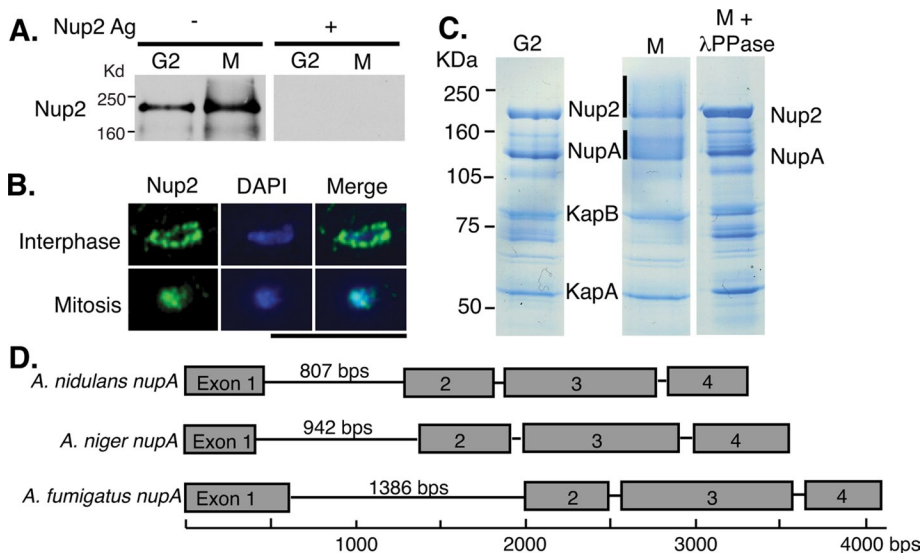 A.
Nup2 Ag - +
G2 M G2 M
Kd
250
Nup2
160
B.
Nup2 DAPI Merge
Interphase
Mitosis
C.
G2 M M + λPPase
KDa
250
160
105
75
50
Nup2
NupA
KapB
KapA
Nup2
NupA
D.
A. nidulans nupA Exon 1 807 bps 2 3 4
A. niger nupA Exon 1 942 bps 2 3 4
A. fumigatus nupA Exon 1 1386 bps 2 3 4
1000 2000 3000 4000 bps